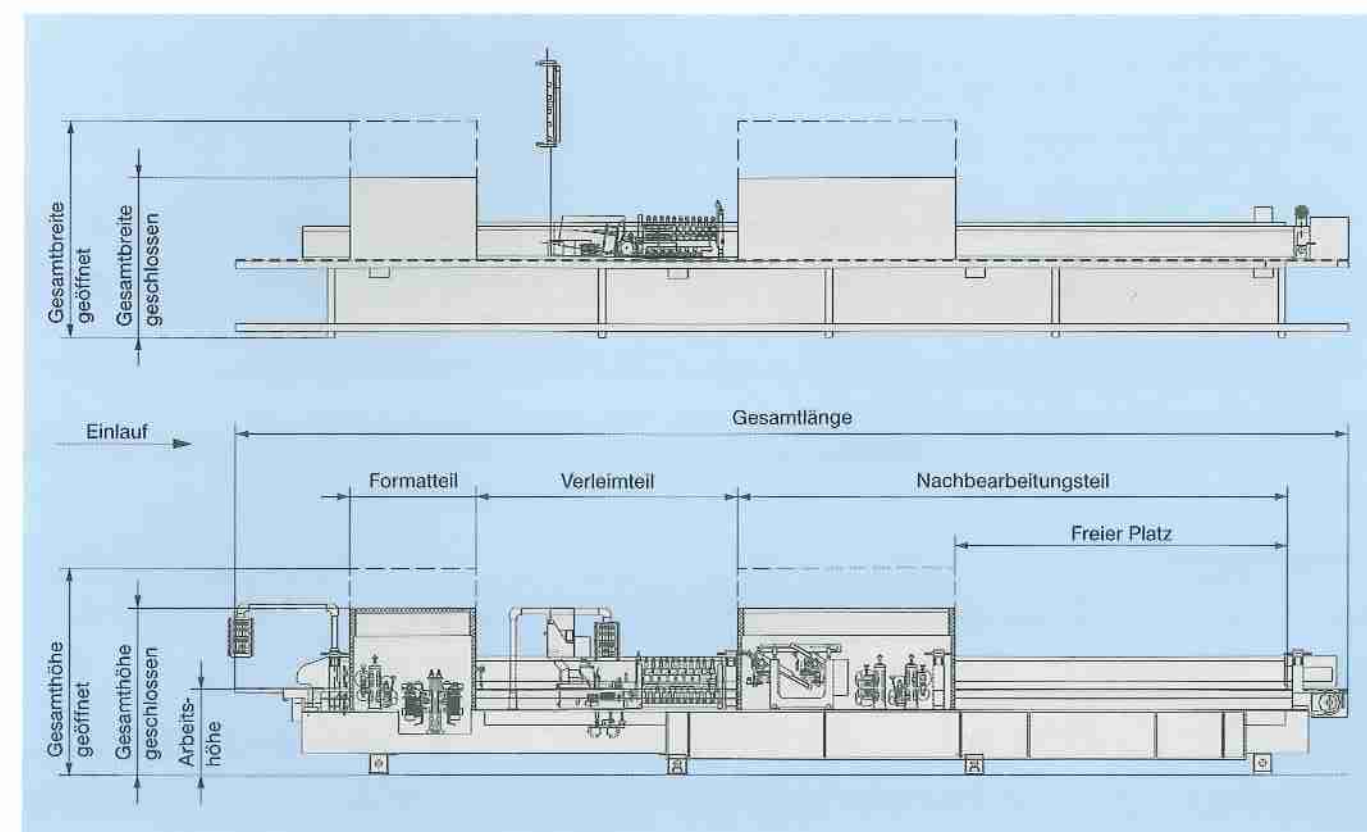 Gesamtbreite
geöffnet
Gesamtbreite
geschlossen
Einlauf
Gesamtlänge
Formatteil
Verleimteil
Nachbearbeitungsteil
Freier Platz
Gesamthöhe
geöffnet
Gesamthöhe
geschlossen
Arbeits-
höhe